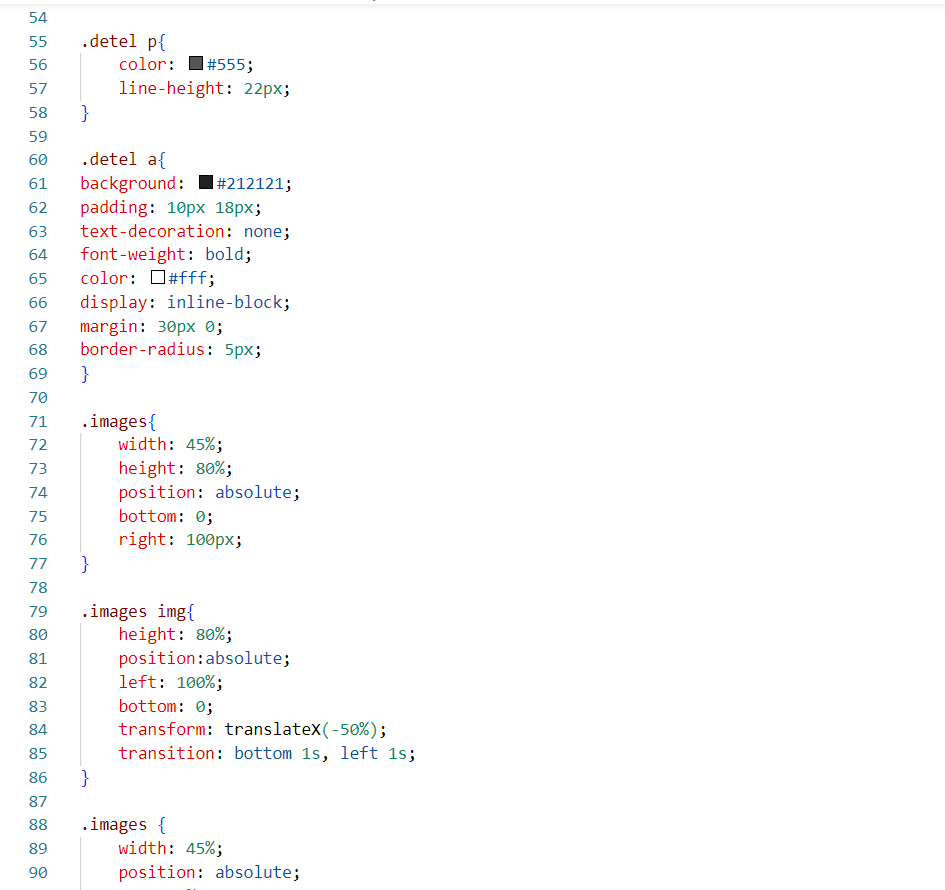 54
55 .detel p{
56 color: #555;
57 line-height: 22px;
58 }
59
60 .detel a{
61 background: #212121;
62 padding: 10px 18px;
63 text-decoration: none;
64 font-weight: bold;
65 color: #fff;
66 display: inline-block;
67 margin: 30px 0;
68 border-radius: 5px;
69 }
70
71 .images{
72 width: 45%;
73 height: 80%;
74 position: absolute;
75 bottom: 0;
76 right: 100px;
77 }
78
79 .images img{
80 height: 80%;
81 position:absolute;
82 left: 100%;
83 bottom: 0;
84 transform: translateX(-50%);
85 transition: bottom 1s, left 1s;
86 }
87
88 .images {
89 width: 45%;
90 position: absolute;